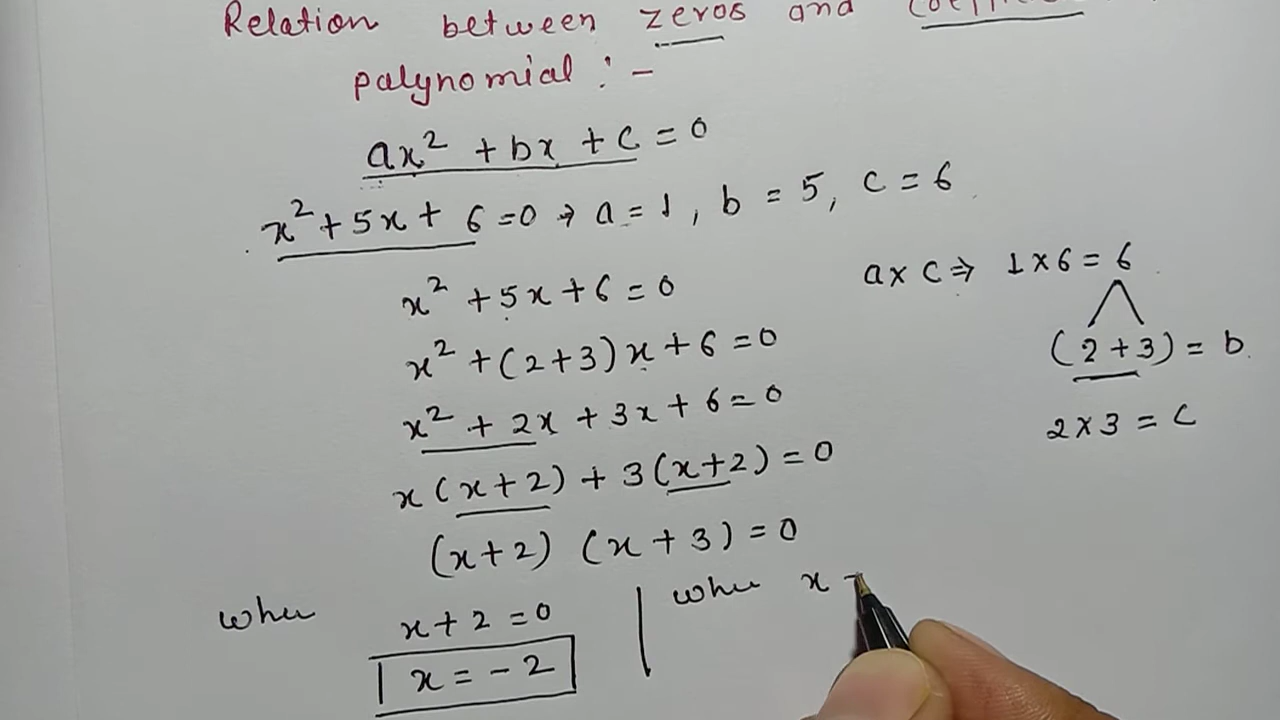 Relation between zeros and
palynomial :-
ax² + bx + c = 0
x² + 5x + 6 = 0 → a = 1, b = 5, c = 6
x² + 5x + 6 = 0
a x c ⇒ 1 x 6 = 6
x² + (2+3) x + 6 = 0
(2+3) = b
x² + 2x + 3x + 6 = 0
2 x 3 = c
x (x+2) + 3 (x+2) = 0
(x+2) (x+3) = 0
when x + 2 = 0
x = -2
when x